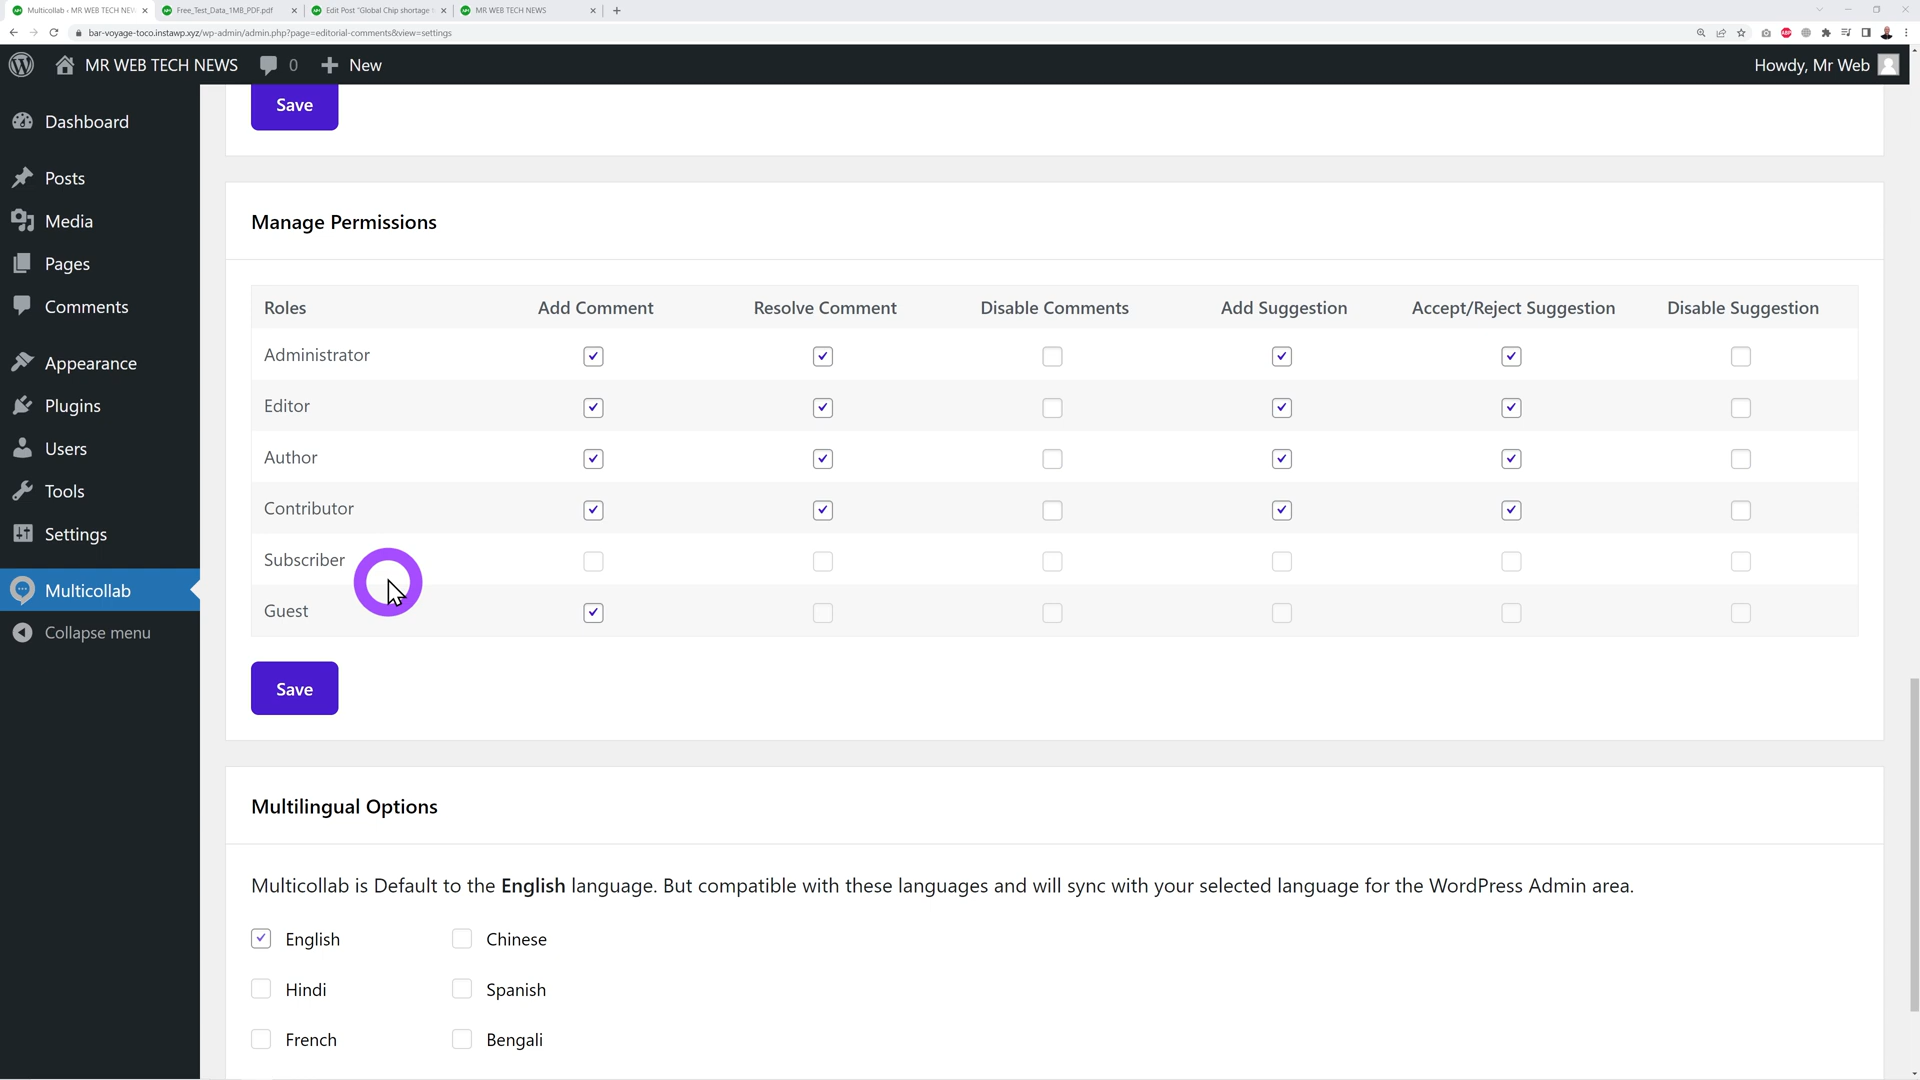 Multicollab ‹ MR WEB TECH NEW
Free_Test_Data_1MB_PDF.pdf
Edit Post "Global Chip shortage
MR WEB TECH NEWS
bar-voyage-toco.instawp.xyz/wp-admin/admin.php?page=editorial-comments&view=settings
MR WEB TECH NEWS 0 New Howdy, Mr Web
Dashboard
Posts
Media
Pages
Comments
Appearance
Plugins
Users
Tools
Settings
Multicollab
Collapse menu
Save
Manage Permissions
Roles Add Comment Resolve Comment Disable Comments Add Suggestion Accept/Reject Suggestion Disable Suggestion
Administrator
Editor
Author
Contributor
Subscriber
Guest
Save
Multilingual Options
Multicollab is Default to the English language. But compatible with these languages and will sync with your selected language for the WordPress Admin area.
English Chinese
Hindi Spanish
French Bengali